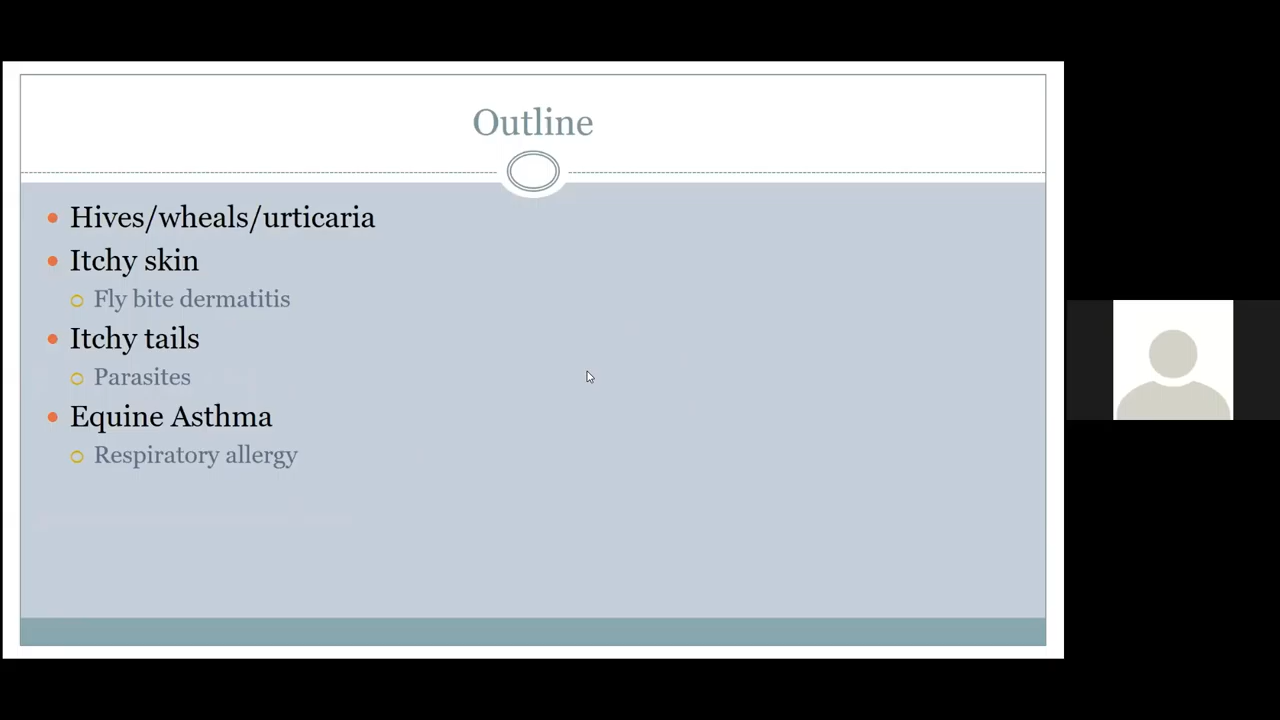 Outline
Hives/wheals/urticaria
Itchy skin
Fly bite dermatitis
Itchy tails
Parasites
Equine Asthma
Respiratory allergy